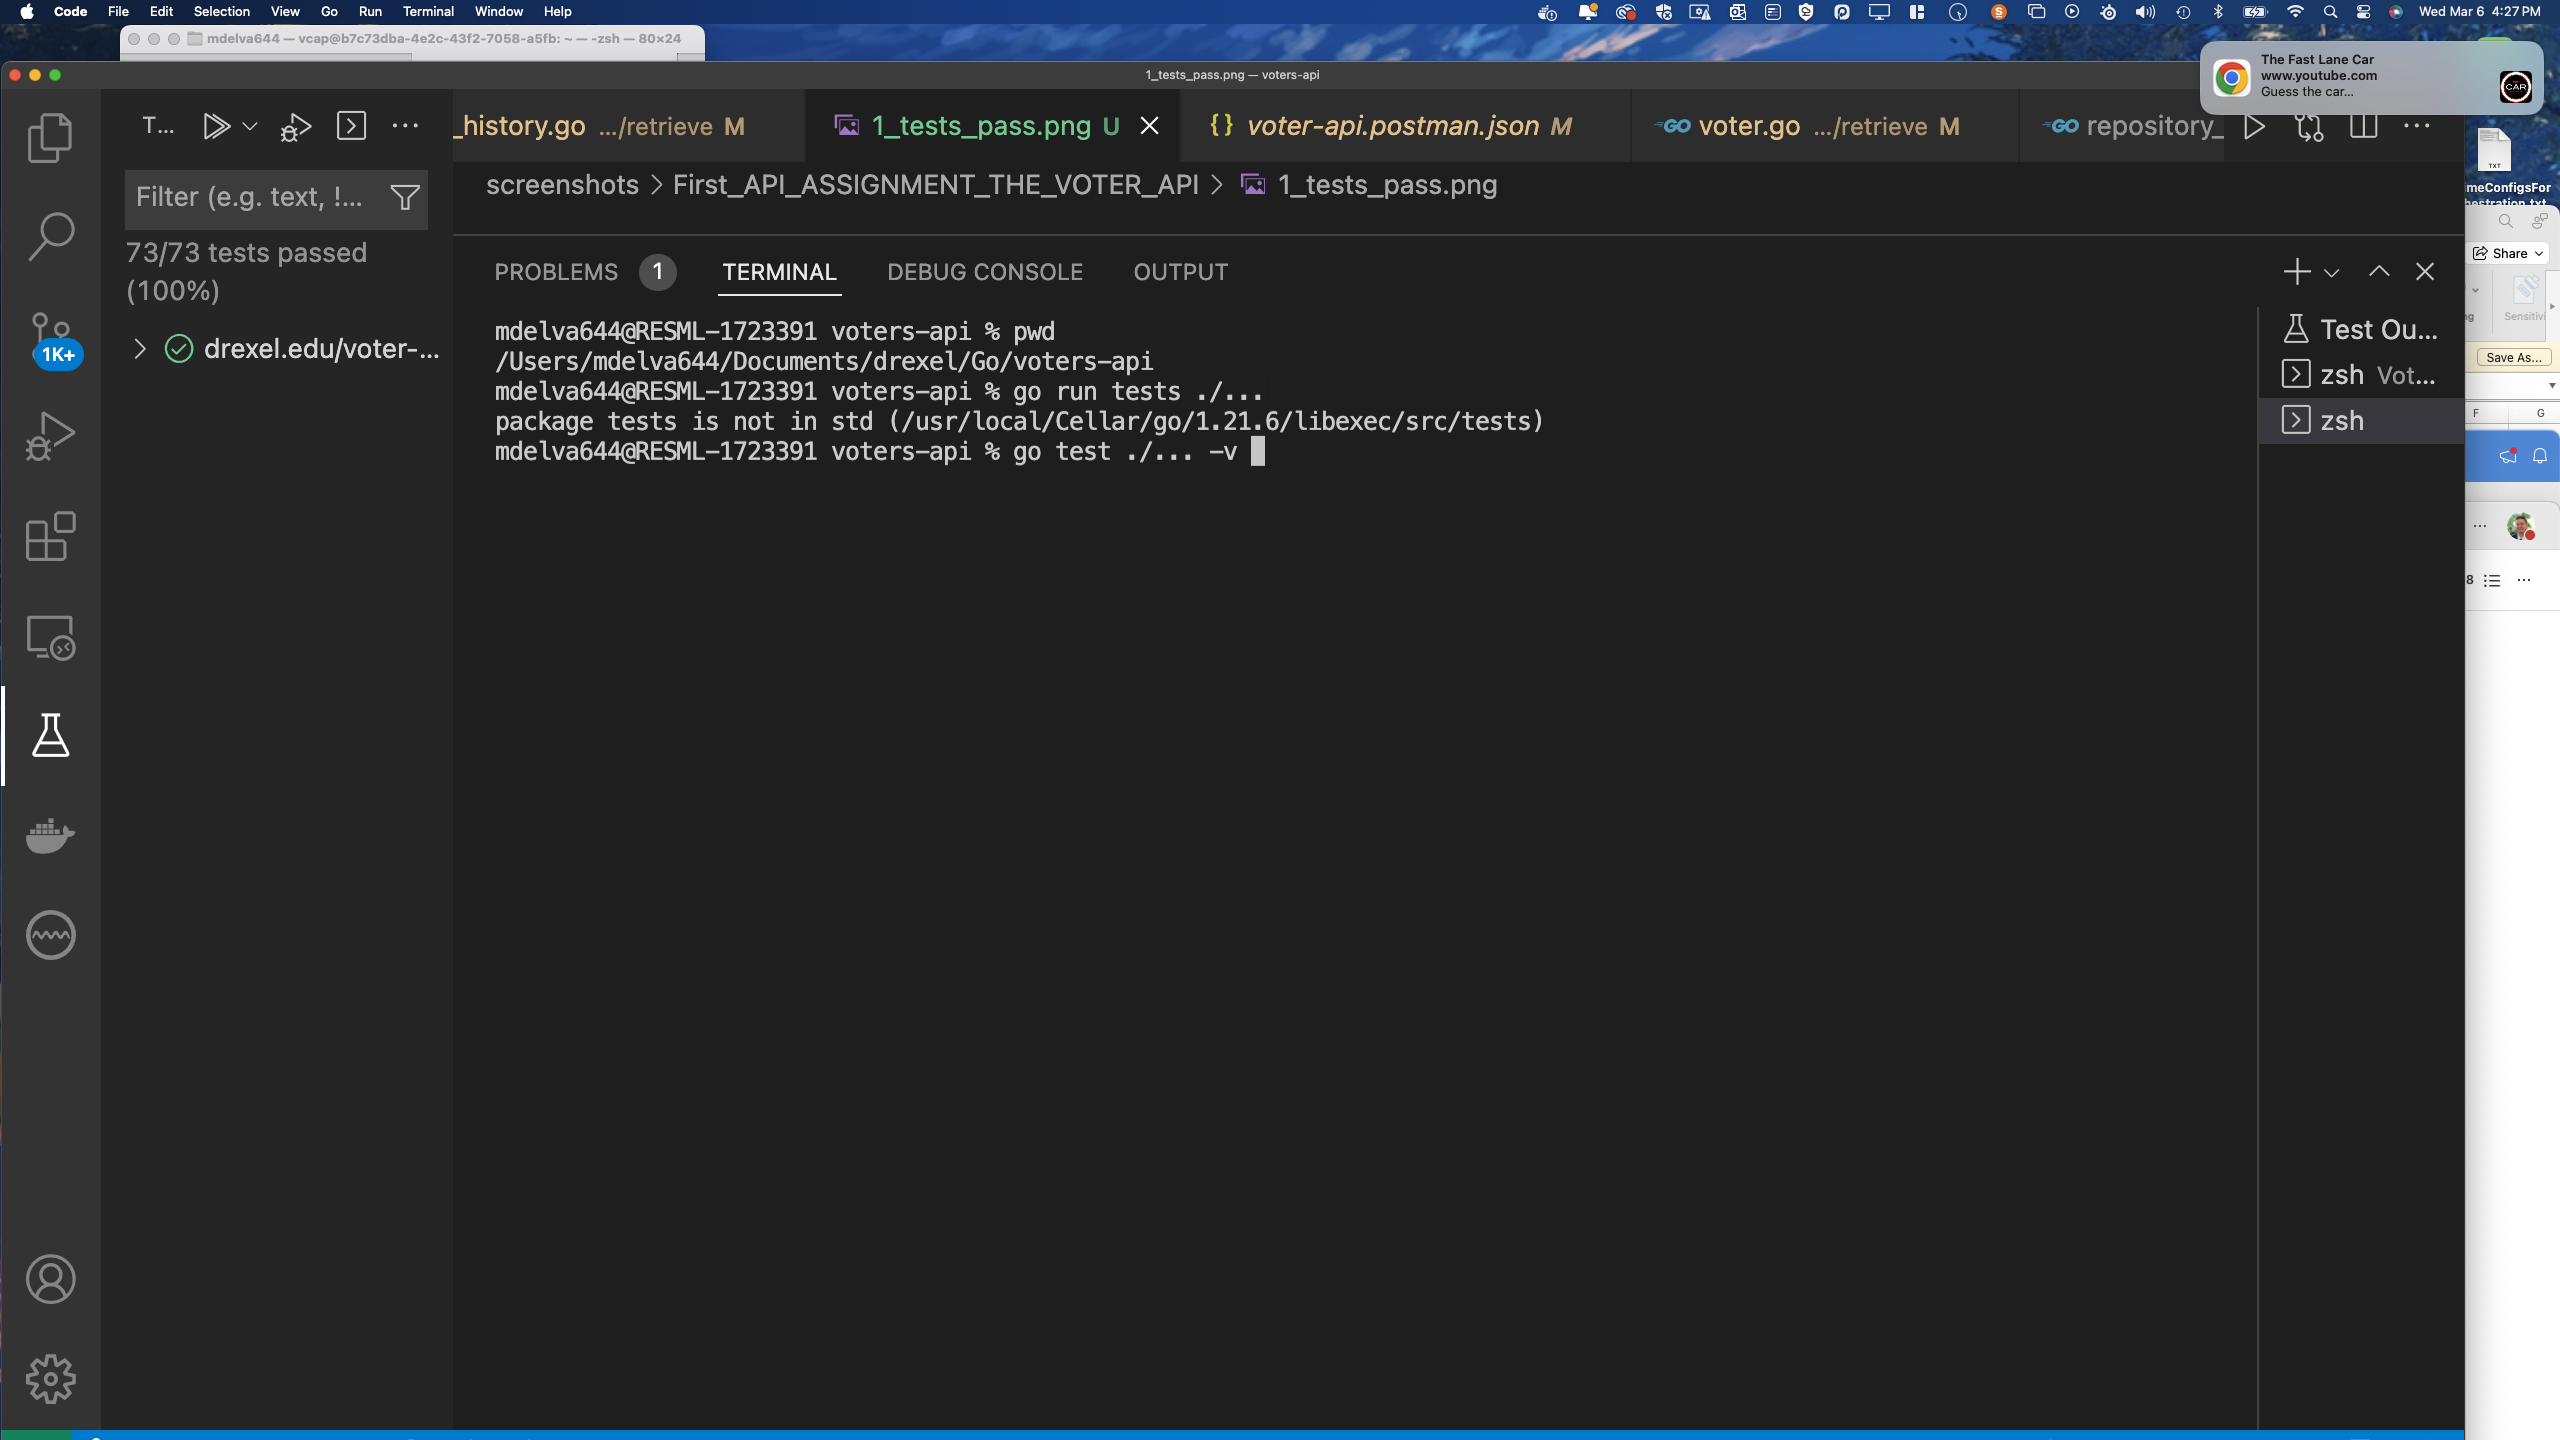 Code File Edit Selection View Go Run Terminal Window Help
Wed Mar 6 4:27 PM
mdelva644 — vcap@b7c73dba-4e2c-43f2-7058-a5fb: ~ — -zsh — 80×24
1_tests_pass.png — voters-api
The Fast Lane Car
www.youtube.com
Guess the car...
CAR
T...
_history.go .../retrieve M
1_tests_pass.png U
{} voter-api.postman.json M
GO voter.go .../retrieve M
GO repository_
TXT
imeConfigsFor
Filter (e.g. text, !...
screenshots > First_API_ASSIGNMENT_THE_VOTER_API > 1_tests_pass.png
73/73 tests passed
(100%)
drexel.edu/voter-...
1K+
PROBLEMS 1 TERMINAL DEBUG CONSOLE OUTPUT
mdelva644@RESML-1723391 voters-api % pwd
/Users/mdelva644/Documents/drexel/Go/voters-api
mdelva644@RESML-1723391 voters-api % go run tests ./...
package tests is not in std (/usr/local/Cellar/go/1.21.6/libexec/src/tests)
mdelva644@RESML-1723391 voters-api % go test ./... -v
Test Ou...
zsh Vot...
zsh
Share
Sensitivi
Save As...
F G
8